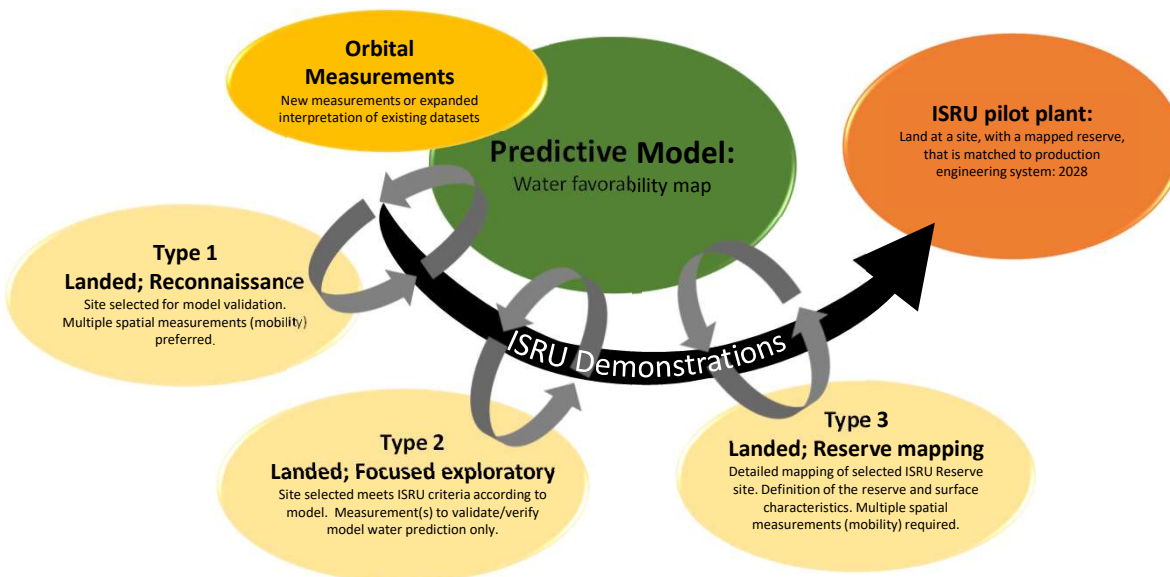 Orbital
Measurements
New measurements or expanded
interpretation of existing datasets
Predictive Model:
Water favorability map
ISRU pilot plant:
Land at a site, with a mapped reserve,
that is matched to production
engineering system: 2028
Type 1
Landed; Reconnaissance
Site selected for model validation.
Multiple spatial measurements (mobility)
preferred.
ISRU Demonstrations
Type 2
Landed; Focused exploratory
Site selected meets ISRU criteria according to
model. Measurement(s) to validate/verify
model water prediction only.
Type 3
Landed; Reserve mapping
Detailed mapping of selected ISRU Reserve
site. Definition of the reserve and surface
characteristics. Multiple spatial
measurements (mobility) required.